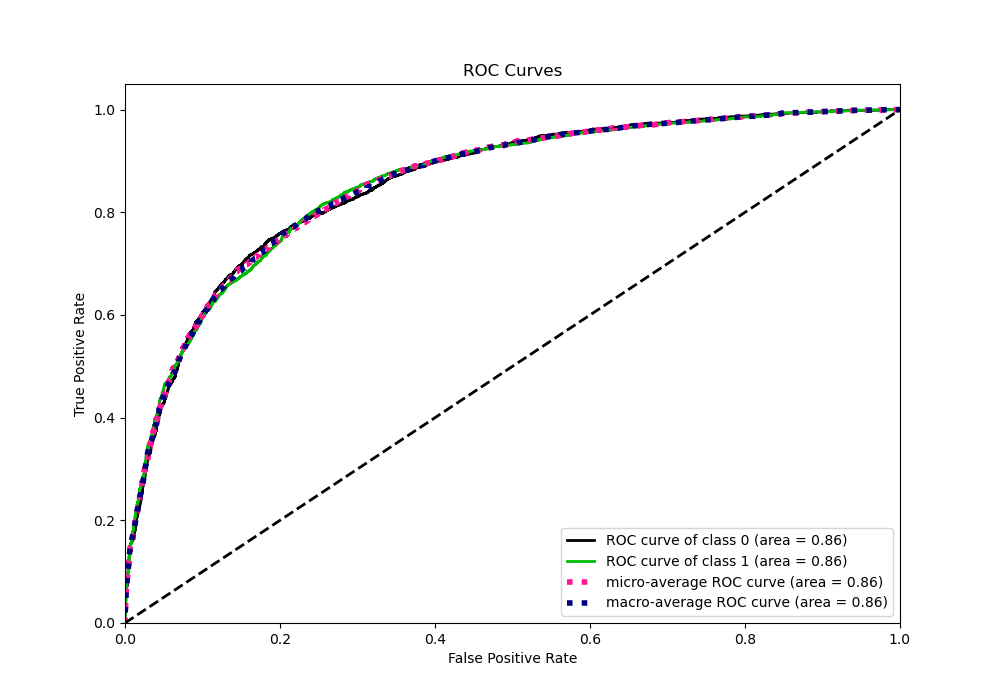 ROC Curves
True Positive Rate
1.0
0.8
0.6
0.4
0.2
0.0
ROC curve of class 0 (area = 0.86)
ROC curve of class 1 (area = 0.86)
micro-average ROC curve (area = 0.86)
macro-average ROC curve (area = 0.86)
0.0 0.2 0.4 0.6 0.8 1.0
False Positive Rate